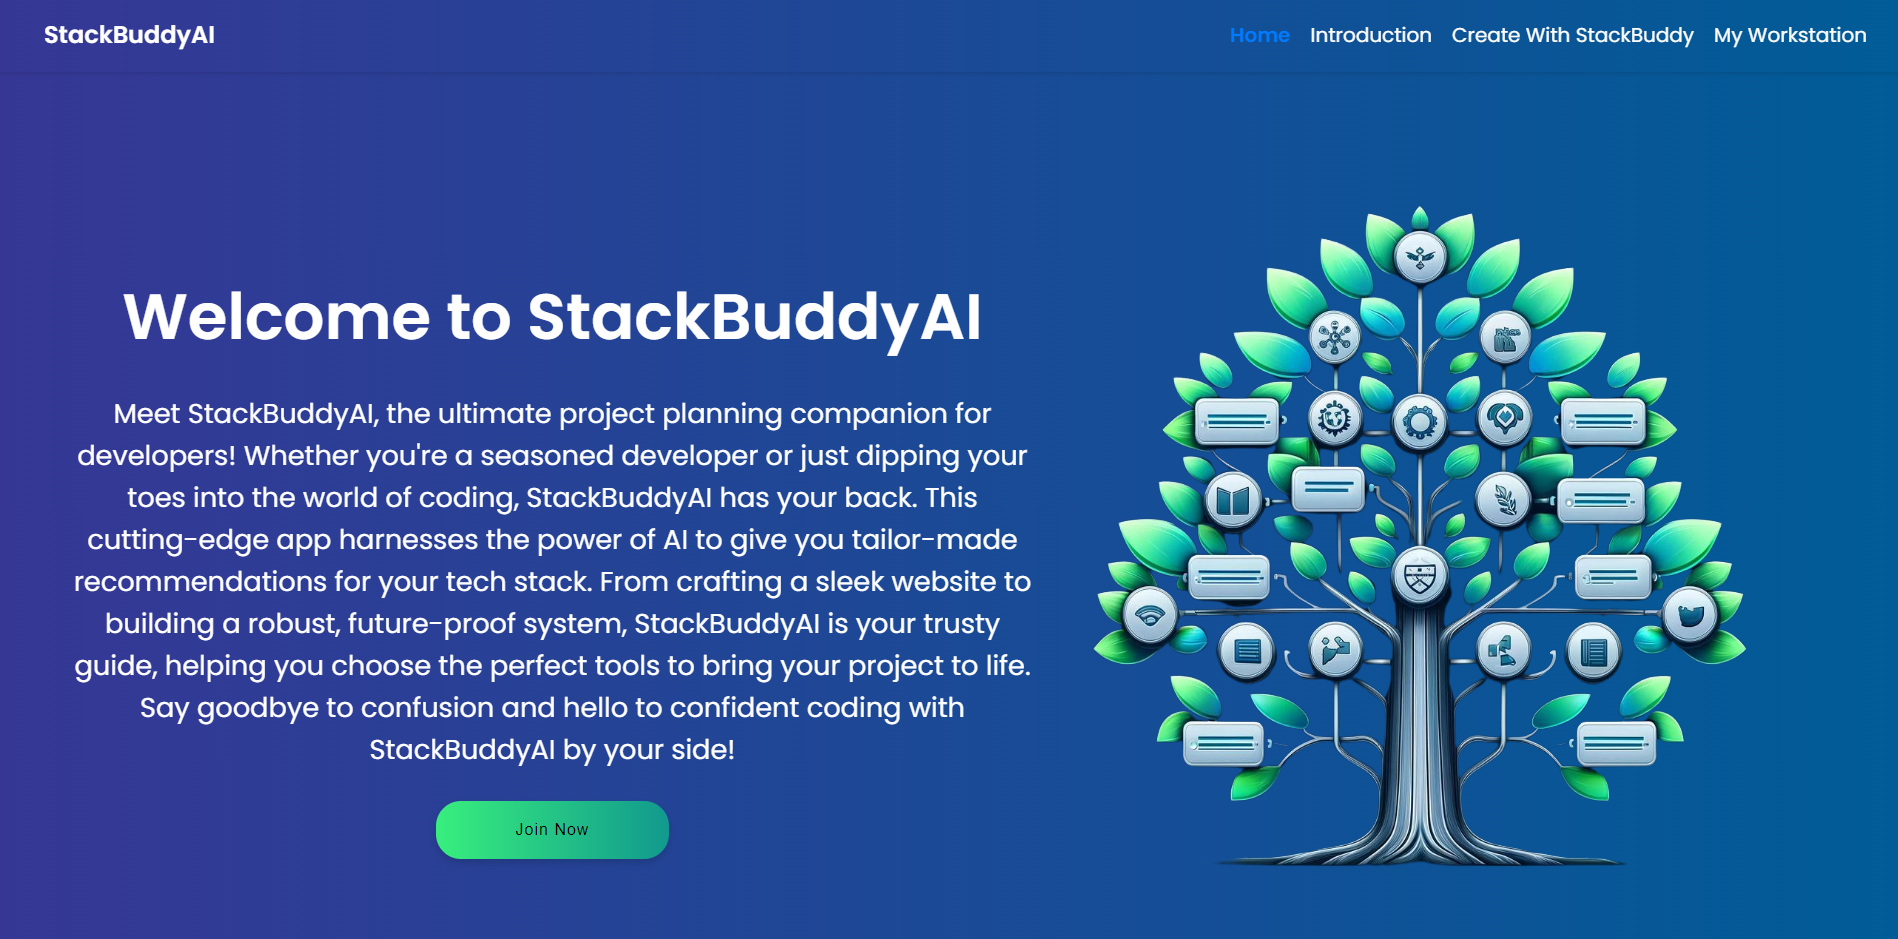 StackBuddyAI
Home Introduction Create With StackBuddy My Workstation
Welcome to StackBuddyAI
Meet StackBuddyAI, the ultimate project planning companion for
developers! Whether you're a seasoned developer or just dipping your
toes into the world of coding, StackBuddyAI has your back. This
cutting-edge app harnesses the power of AI to give you tailor-made
recommendations for your tech stack. From crafting a sleek website to
building a robust, future-proof system, StackBuddyAI is your trusty
guide, helping you choose the perfect tools to bring your project to life.
Say goodbye to confusion and hello to confident coding with
StackBuddyAI by your side!
Join Now